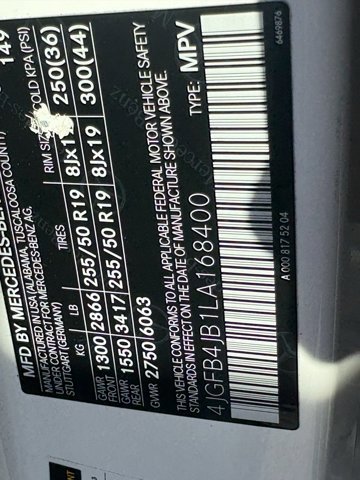 149
MFD BY MERCEDES-BE
MANUFACTURED IN USA (ALABAMA, TUSCALOOSA COUNTY)
UNDER CONTRACT FOR MERCEDES-BENZ AG,
STUTTGART (GERMANY)
KG LB TIRES RIM SIZE COLD KPA (PSI)
GAWR FRONT 1300 2866 255/50 R19 8Jx1 250(36)
GAWR REAR 1550 3417 255/50 R19 8Jx19 300(44)
GVWR 2750 6063
THIS VEHICLE CONFORMS TO ALL APPLICABLE FEDERAL MOTOR VEHICLE SAFETY
STANDARDS IN EFFECT ON THE DATE OF MANUFACTURE SHOWN ABOVE.
4JGFB4JB1LA168400 TYPE: MPV
A 000 817 52 04
6469876